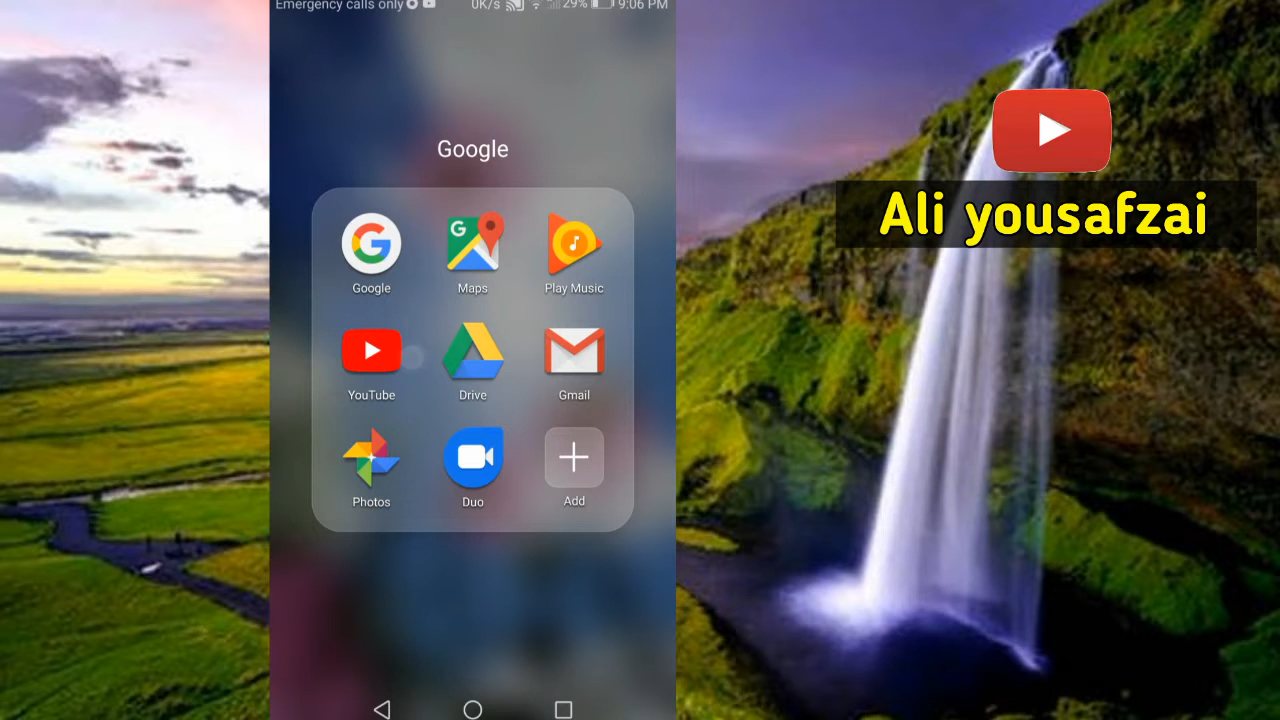 Emergency calls only 0K/s 29% 9:06 PM
Google
Google Maps Play Music
YouTube Drive Gmail
Photos Duo Add
Ali yousafzai